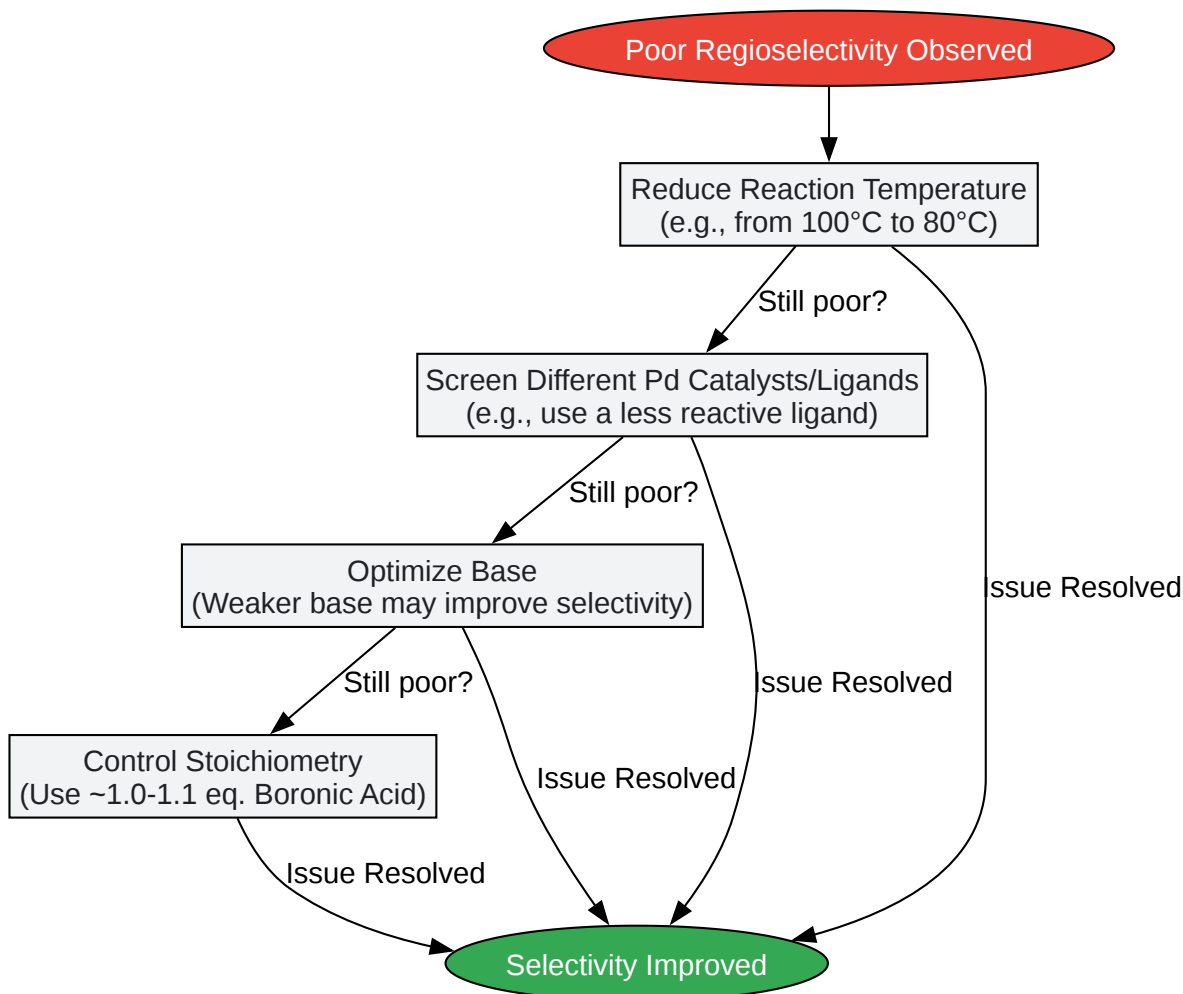 Poor Regioselectivity Observed
Reduce Reaction Temperature
(e.g., from 100°C to 80°C)
Still poor?
Screen Different Pd Catalysts/Ligands
(e.g., use a less reactive ligand)
Still poor?
Issue Resolved
Optimize Base
(Weaker base may improve selectivity)
Still poor?
Issue Resolved
Control Stoichiometry
(Use ~1.0-1.1 eq. Boronic Acid)
Issue Resolved
Issue Resolved
Selectivity Improved